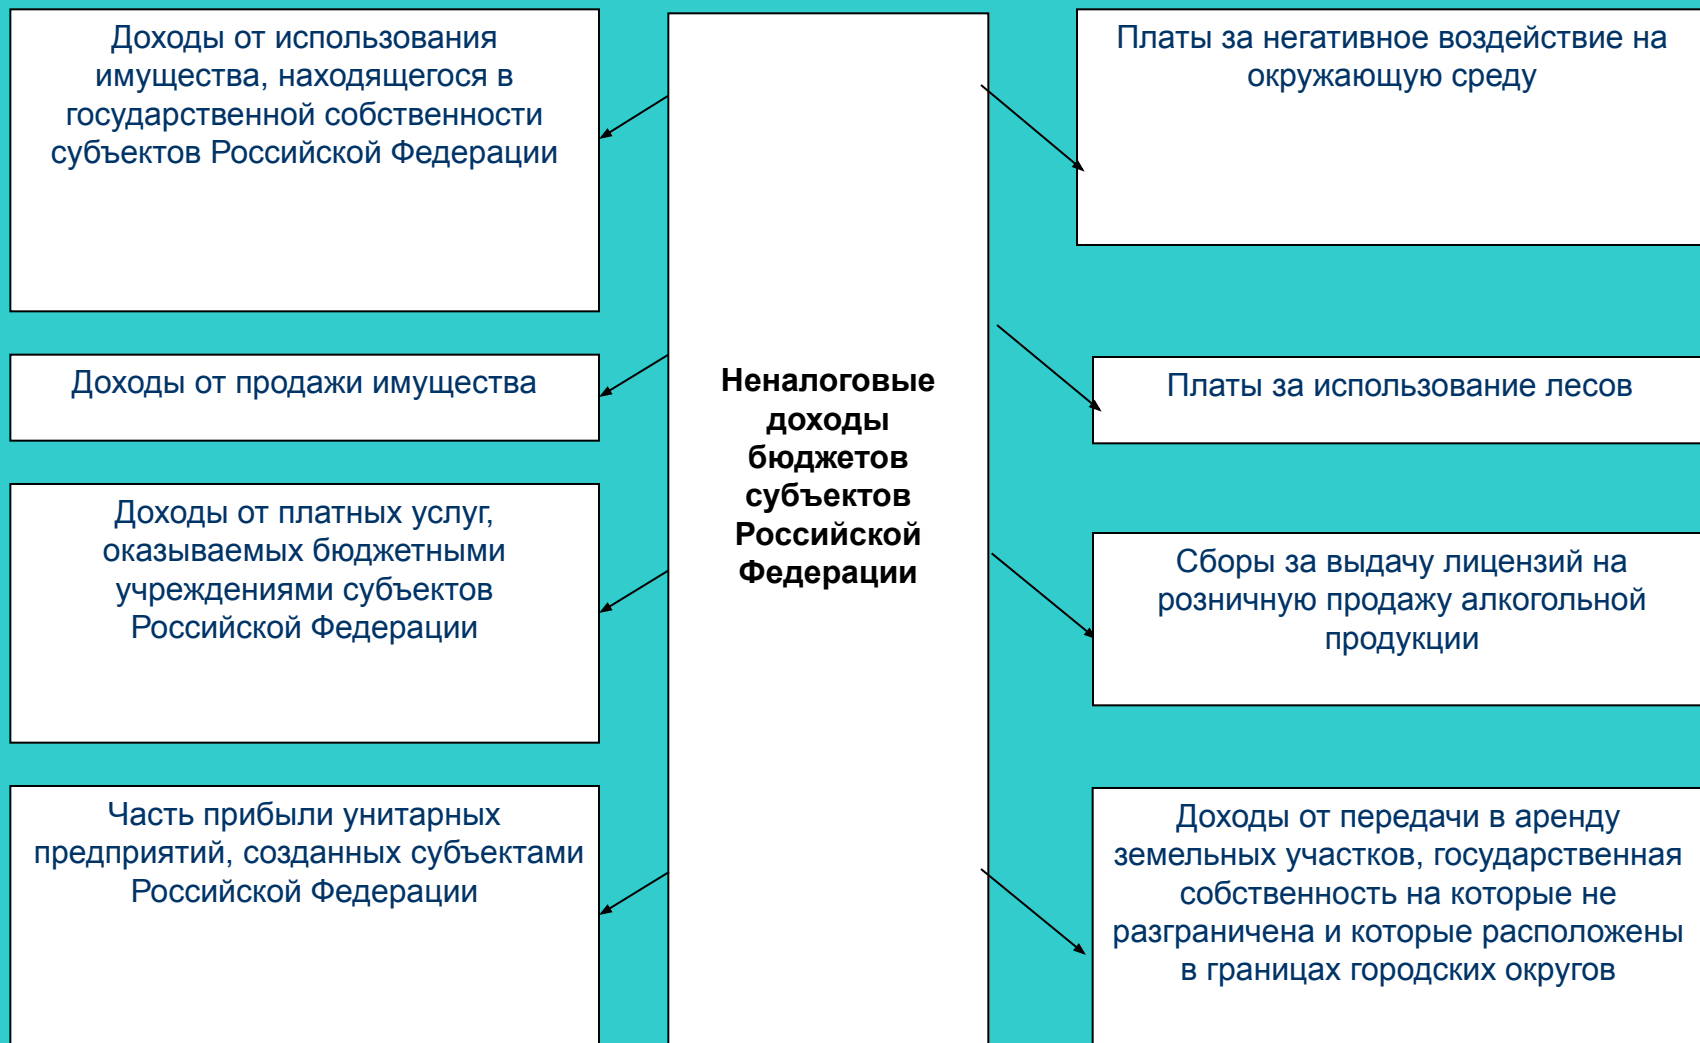 Доходы от использования
имущества, находящегося в
государственной собственности
субъектов Российской Федерации
Доходы от продажи имущества
Доходы от платных услуг,
оказываемых бюджетными
учреждениями субъектов
Российской Федерации
Часть прибыли унитарных
предприятий, созданных субъектами
Российской Федерации
Неналоговые
доходы
бюджетов
субъектов
Российской
Федерации
Платы за негативное воздействие на
окружающую среду
Платы за использование лесов
Сборы за выдачу лицензий на
розничную продажу алкогольной
продукции
Доходы от передачи в аренду
земельных участков, государственная
собственность на которые не
разграничена и которые расположены
в границах городских округов